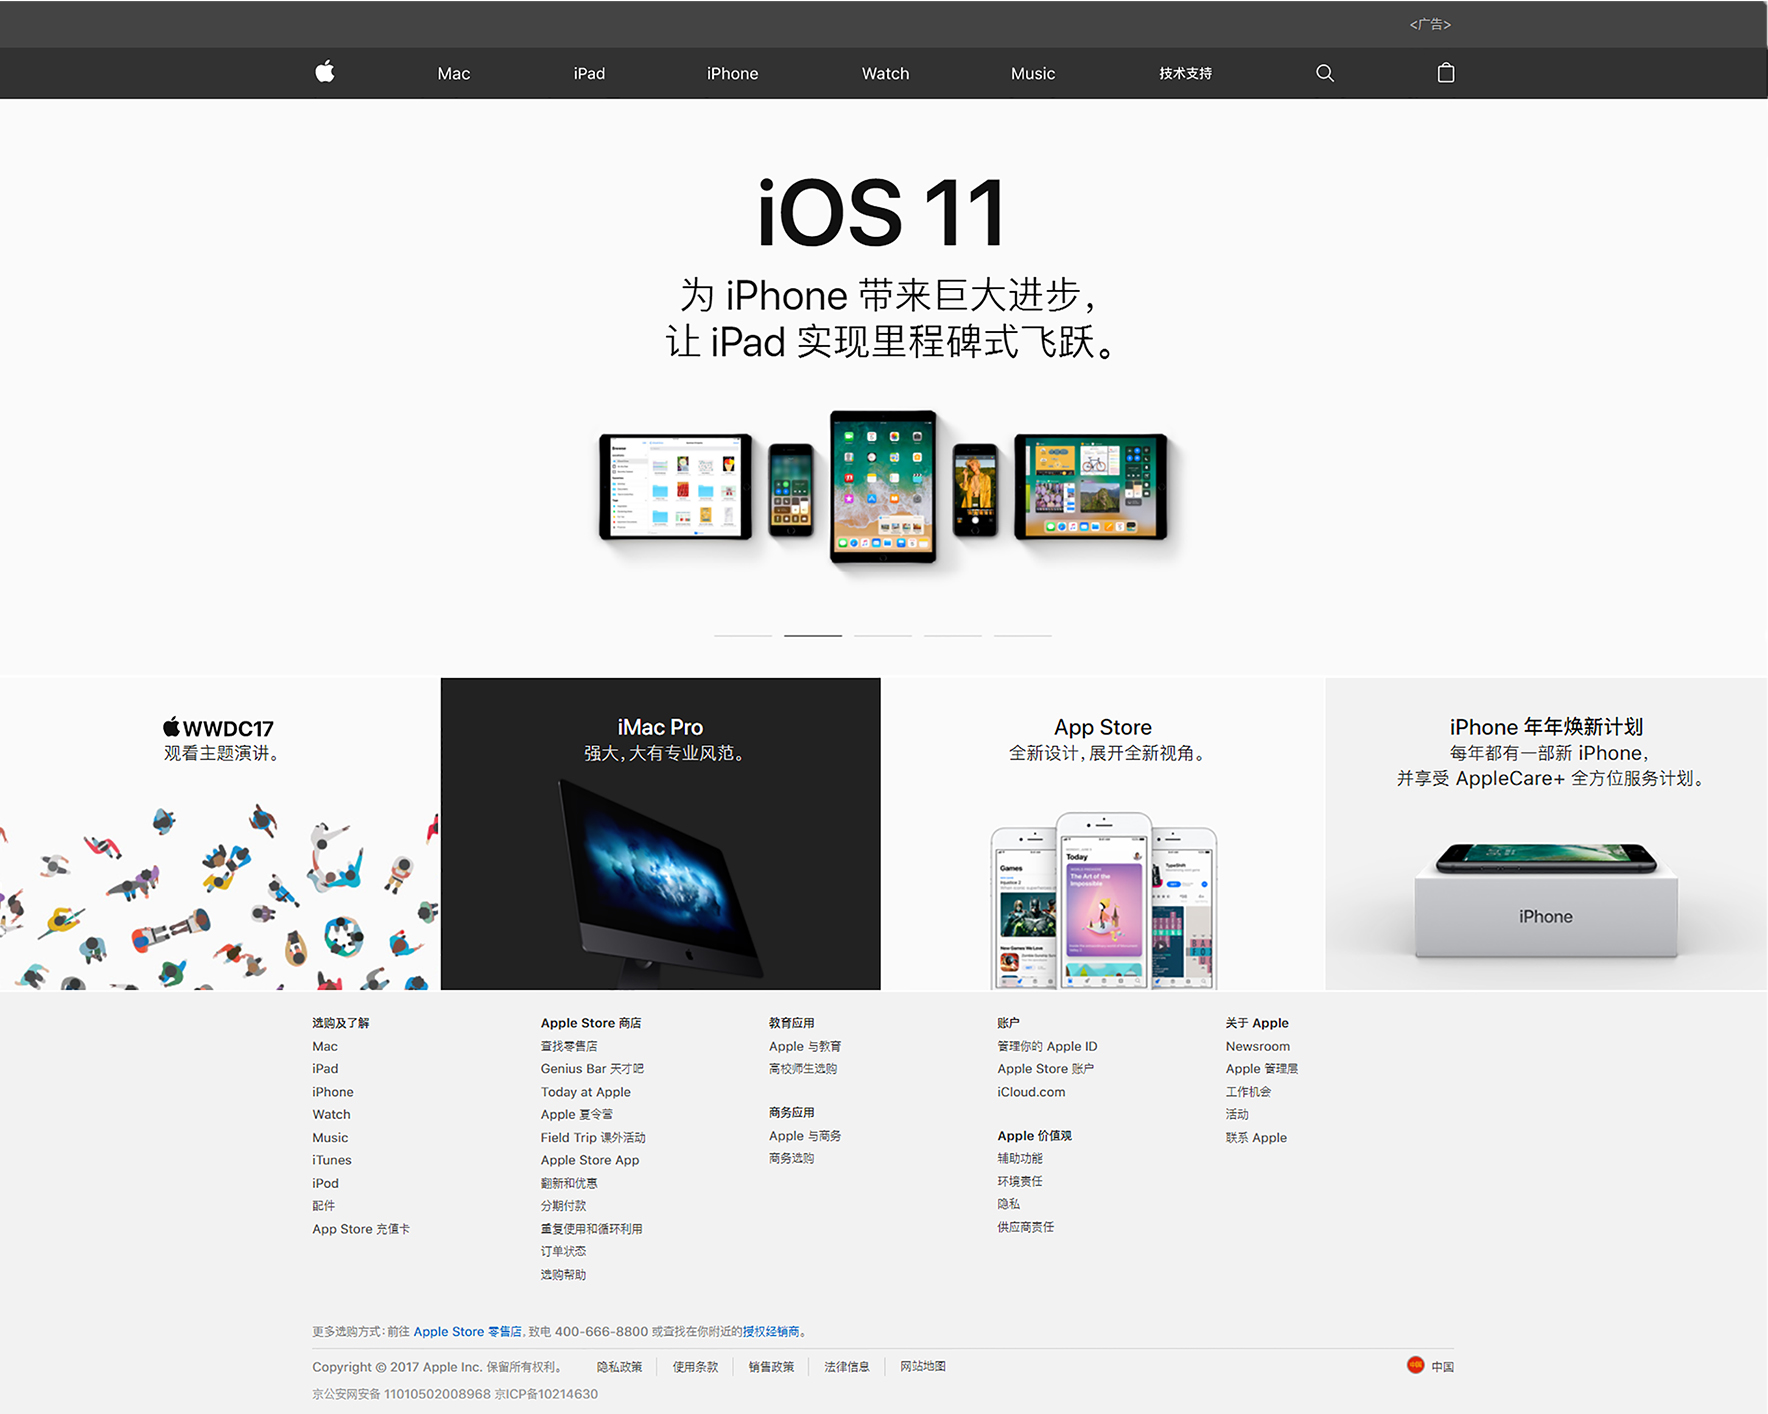 <广告>
Mac iPad iPhone Watch Music 技术支持
iOS 11
为 iPhone 带来巨大进步，
让 iPad 实现里程碑式飞跃。
WWDC17
观看主题演讲。
iMac Pro
强大，大有专业风范。
App Store
全新设计，展开全新视角。
Games
Today
The Art of the
Impossible
New Games We Love
TypeShift
iPhone 年年焕新计划
每年都有一部新 iPhone，
并享受 AppleCare+ 全方位服务计划。
iPhone
选购及了解
Mac
iPad
iPhone
Watch
Music
iTunes
iPod
配件
App Store 充值卡
Apple Store 商店
查找零售店
Genius Bar 天才吧
Today at Apple
Apple 夏令营
Field Trip 课外活动
Apple Store App
翻新和优惠
分期付款
重复使用和循环利用
订单状态
选购帮助
教育应用
Apple 与教育
高校师生选购
商务应用
Apple 与商务
商务选购
账户
管理你的 Apple ID
Apple Store 账户
iCloud.com
Apple 价值观
辅助功能
环境责任
隐私
供应商责任
关于 Apple
Newsroom
Apple 管理层
工作机会
活动
联系 Apple
更多选购方式：前往 Apple Store 零售店，致电 400-666-8800 或查找在你附近的授权经销商。
Copyright © 2017 Apple Inc. 保留所有权利。 隐私政策 使用条款 销售政策 法律信息 网站地图 中国
京公安网安备 11010502008968 京ICP备10214630